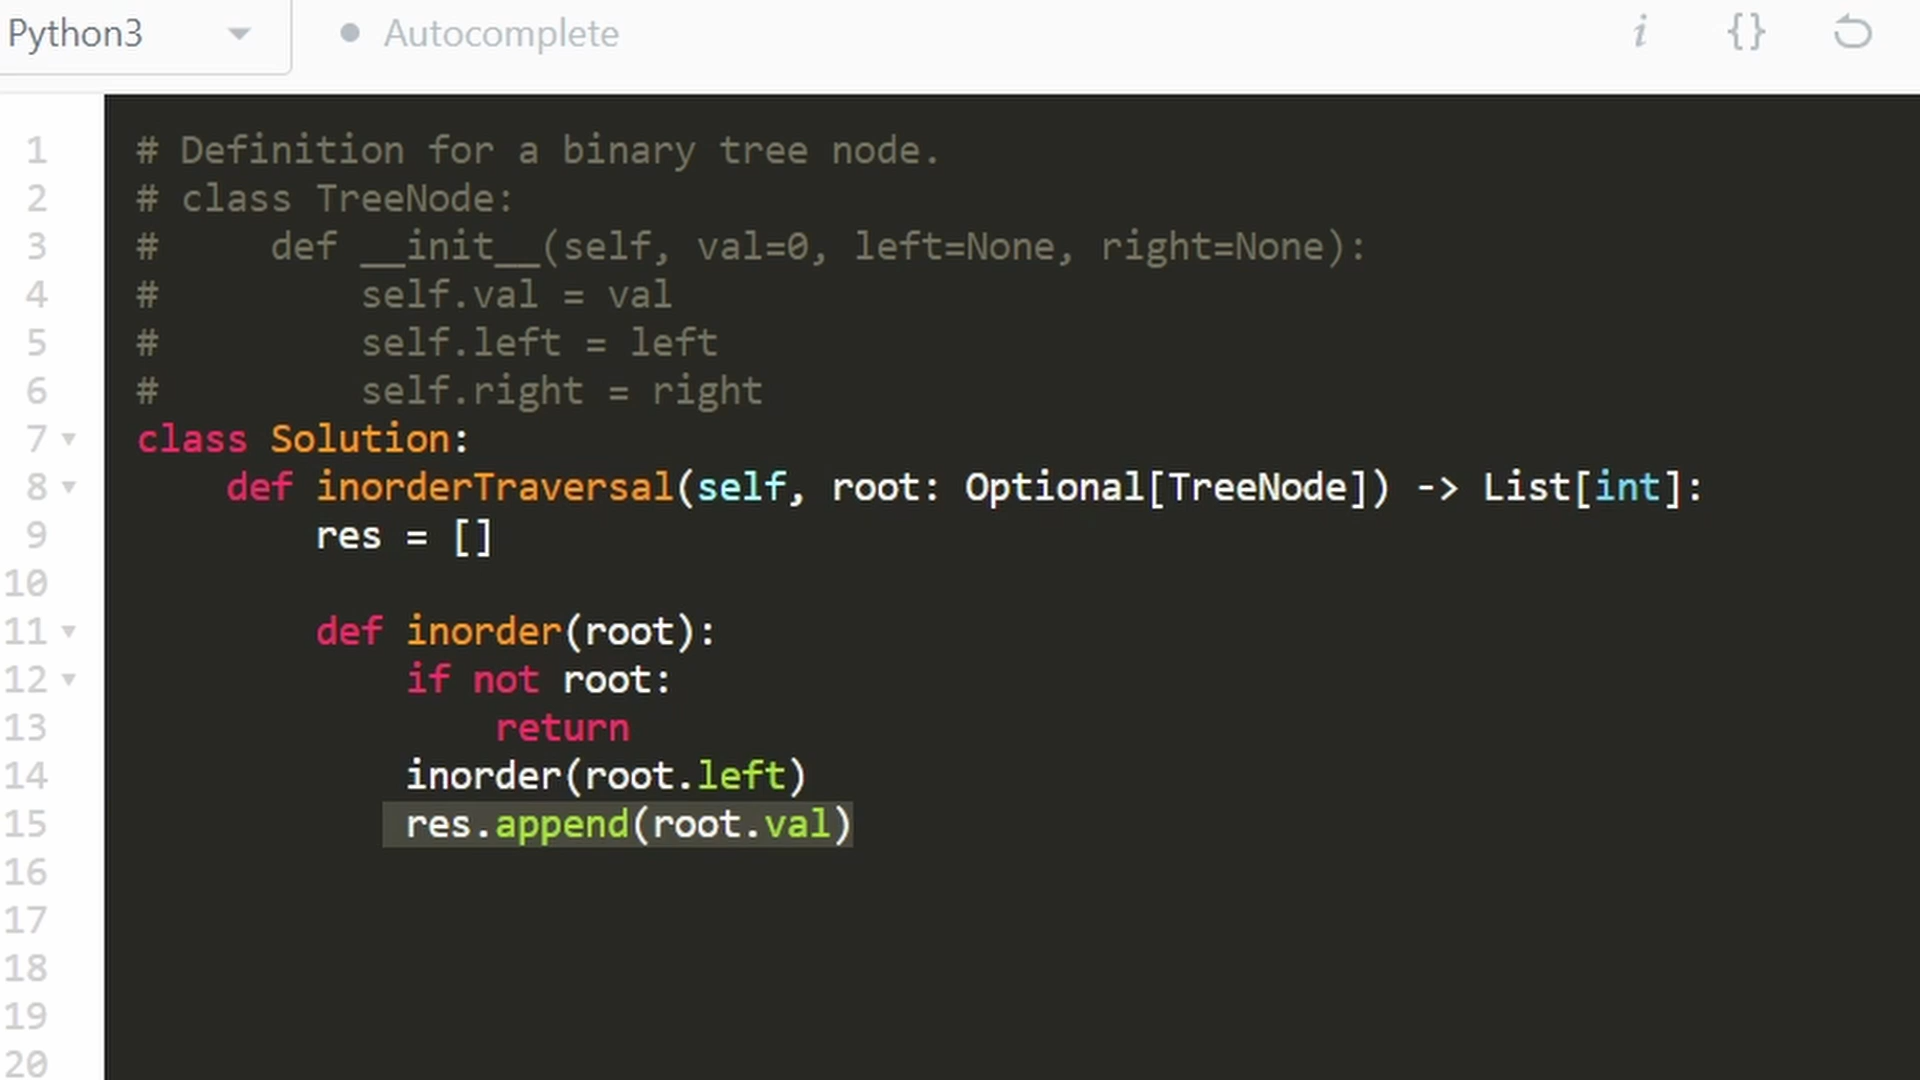 Python3
Autocomplete
i {}
1 # Definition for a binary tree node.
2 # class TreeNode:
3 #     def __init__(self, val=0, left=None, right=None):
4 #         self.val = val
5 #         self.left = left
6 #         self.right = right
7 class Solution:
8     def inorderTraversal(self, root: Optional[TreeNode]) -> List[int]:
9         res = []
10
11         def inorder(root):
12             if not root:
13                 return
14             inorder(root.left)
15             res.append(root.val)
16
17
18
19
20